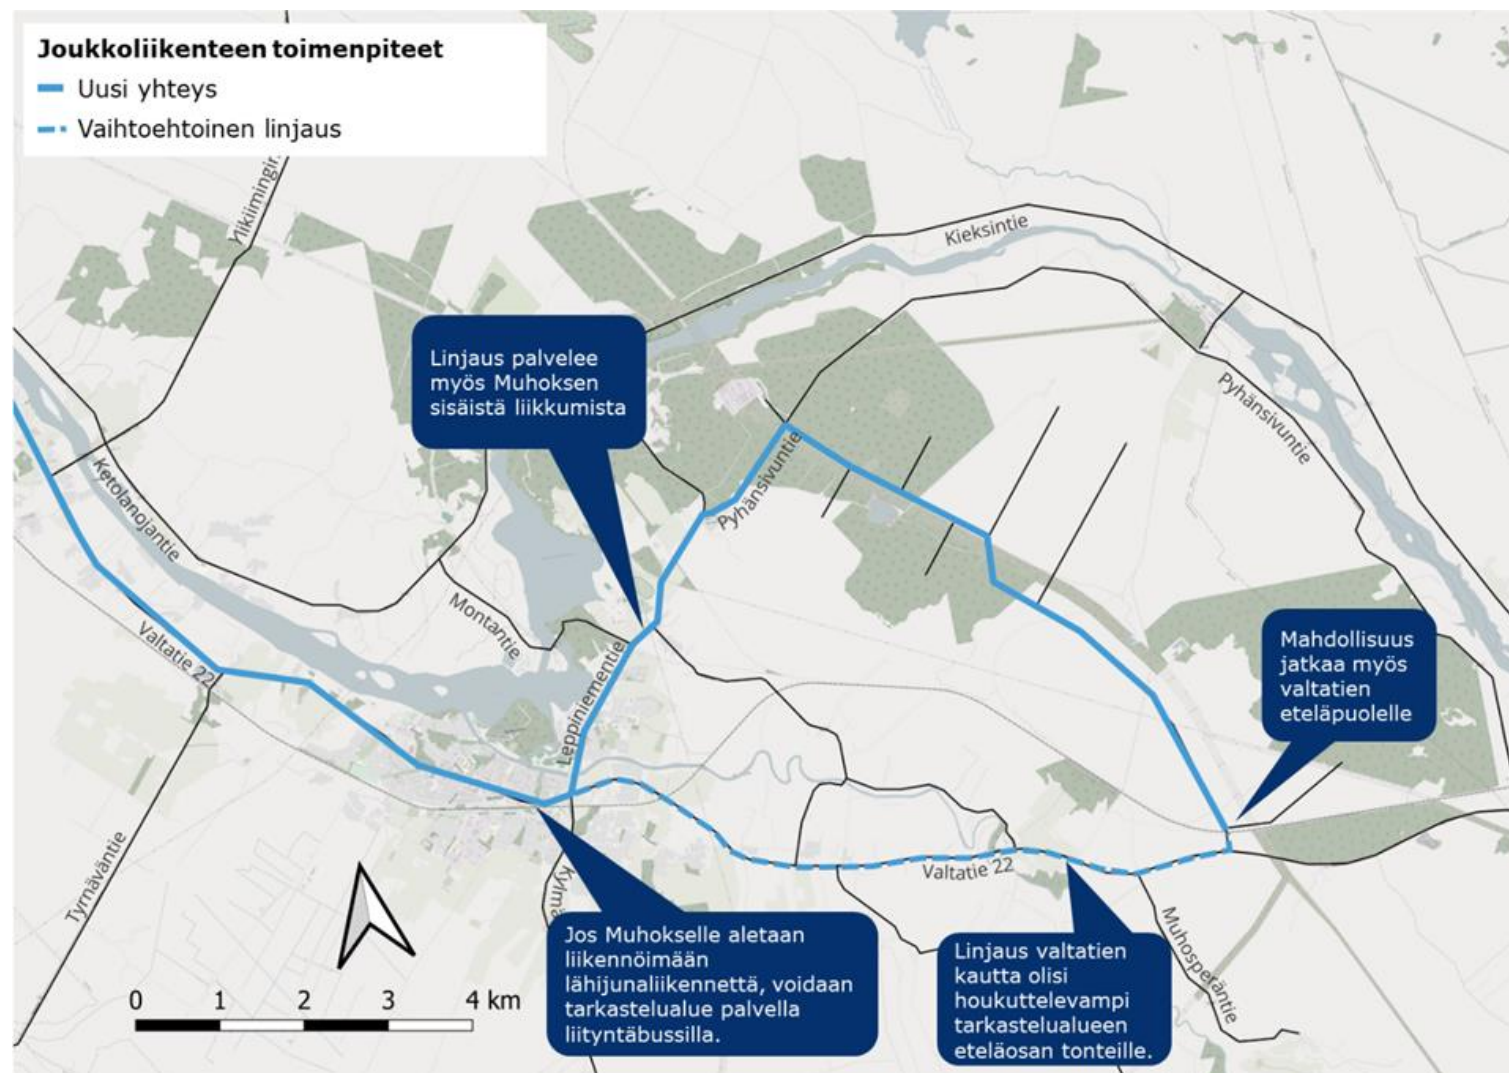 Joukkoliikenteen toimenpiteet
Uusi yhteys
Vaihtoehtoinen linjaus
Ylikiimingin
Kieksintie
Linjaus palvelee
myös Muhoksen
sisäistä liikkumista
Pyhänsivuntie
Pyhänsivuntie
Ketolanojantie
Montantie
Valtatie 22
Leppiniementie
Mahdollisuus
jatkaa myös
valtatien
eteläpuolelle
Tyrnäväntie
Valtatie 22
Kylmä
Muhosperäntie
Jos Muhokselle aletaan
liikennöimään
lähijunaliikennettä, voidaan
tarkastelualue palvella
liityntäbussilla.
Linjaus valtatien
kautta olisi
houkuttelevampi
tarkastelualueen
eteläosan tonteille.
0 1 2 3 4 km